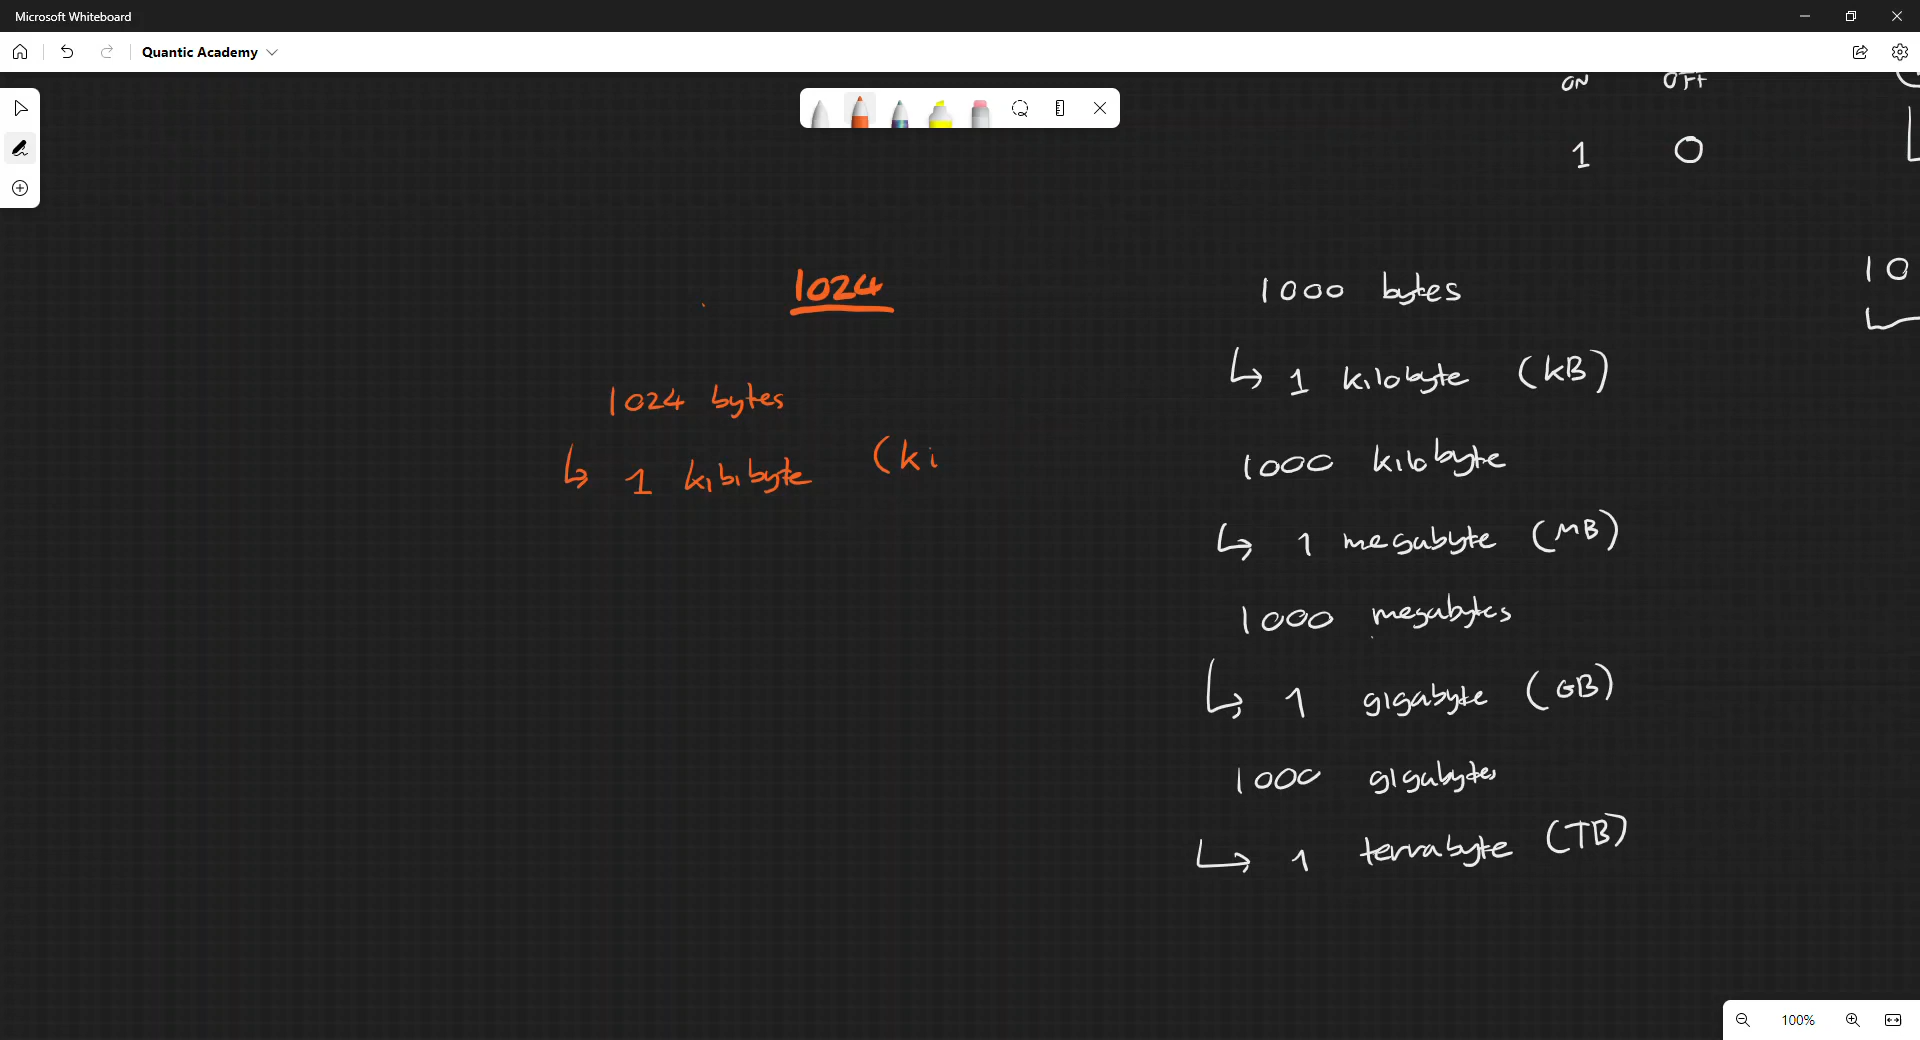 Microsoft Whiteboard
Quantic Academy
ON OFF
1 0
10
1024
1024 bytes
↳ 1 kibibyte (ki
1000 bytes
↳ 1 kilobyte (kB)
1000 kilobyte
↳ 1 megabyte (MB)
1000 megabytes
↳ 1 gigabyte (GB)
1000 gigabytes
↳ 1 terrabyte (TB)
100%